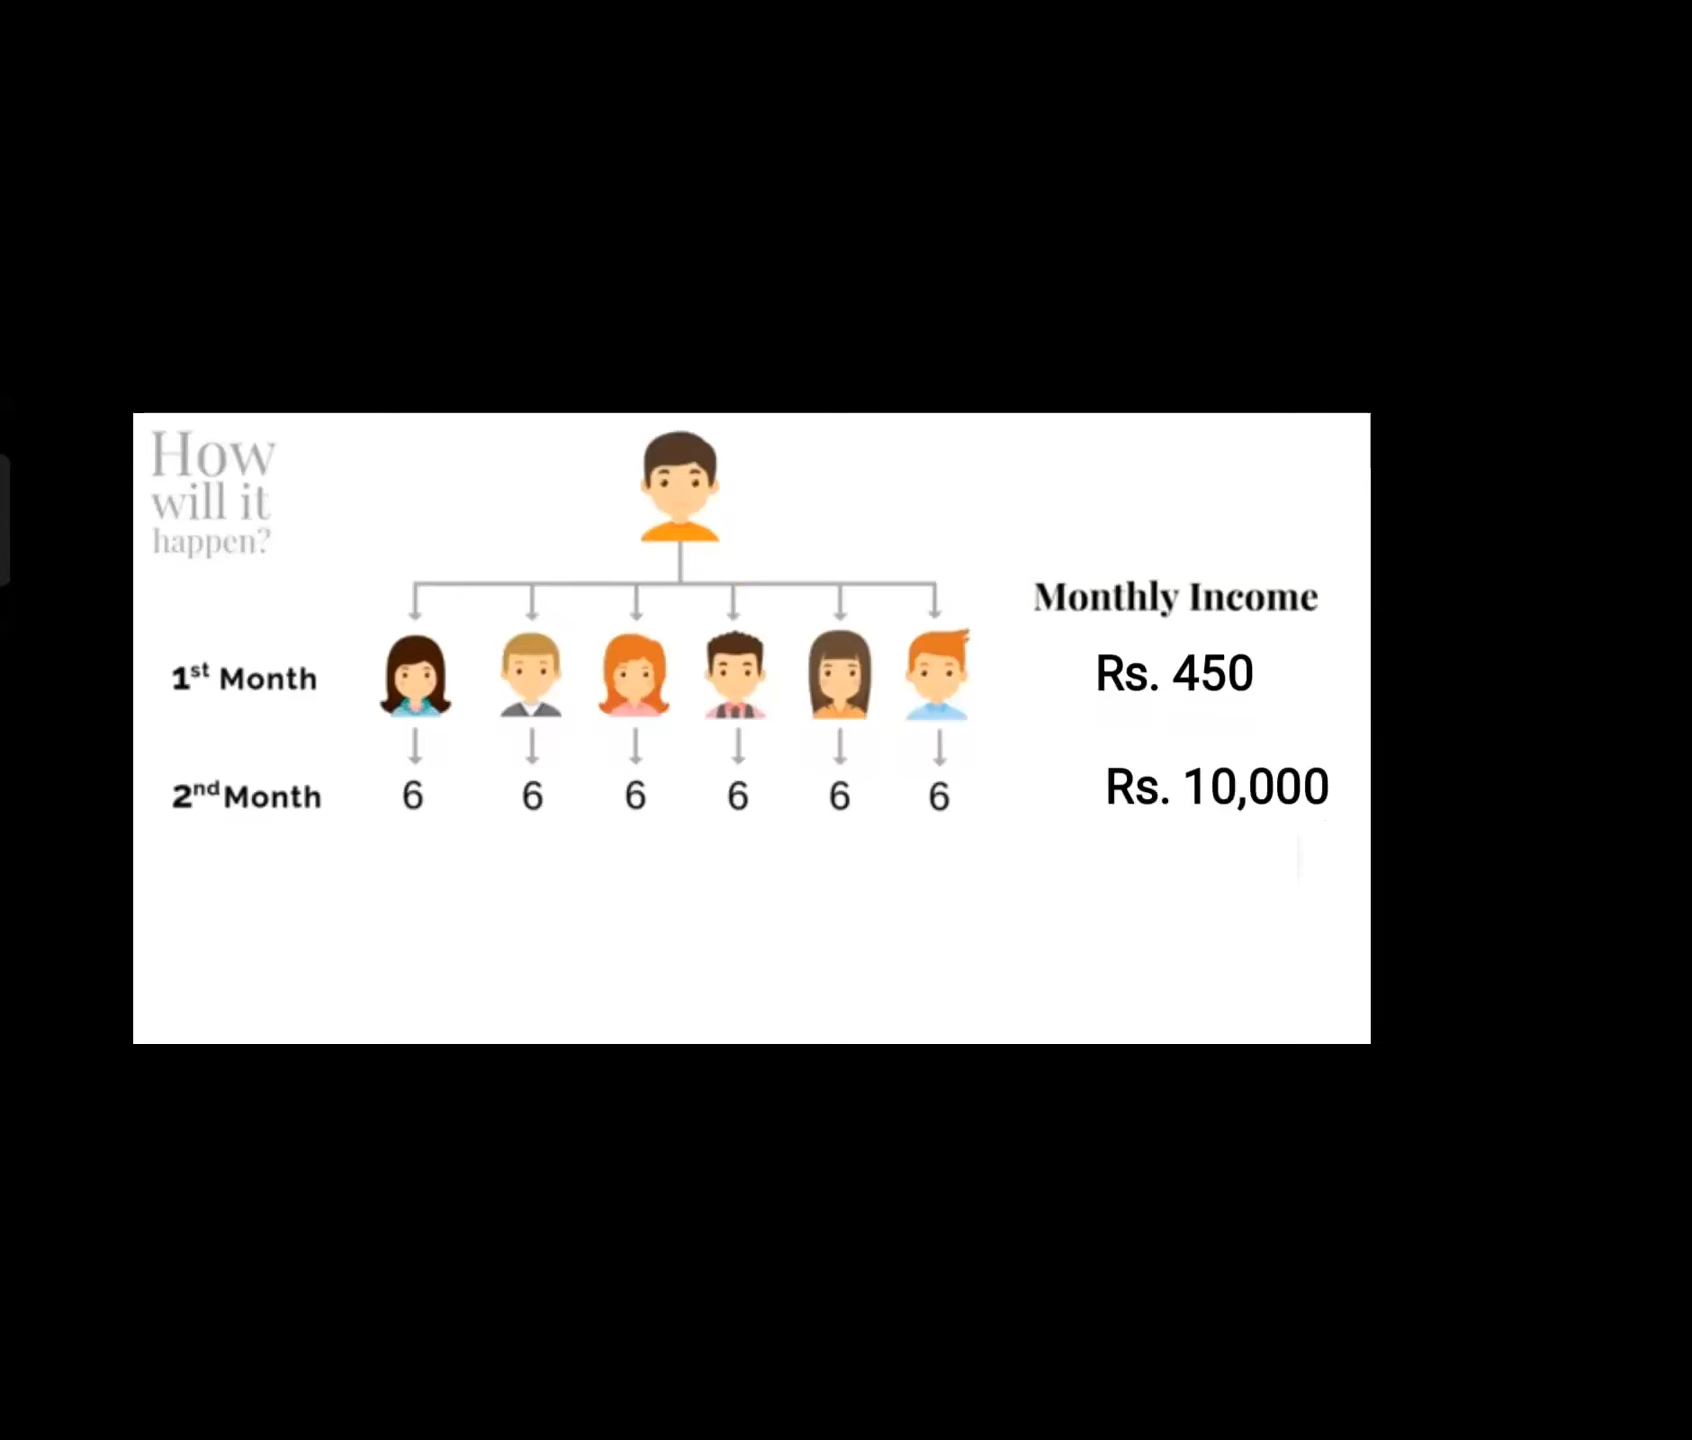 How
will it
happen?
Monthly Income
1st Month
Rs. 450
2nd Month
6 6 6 6 6 6
Rs. 10,000